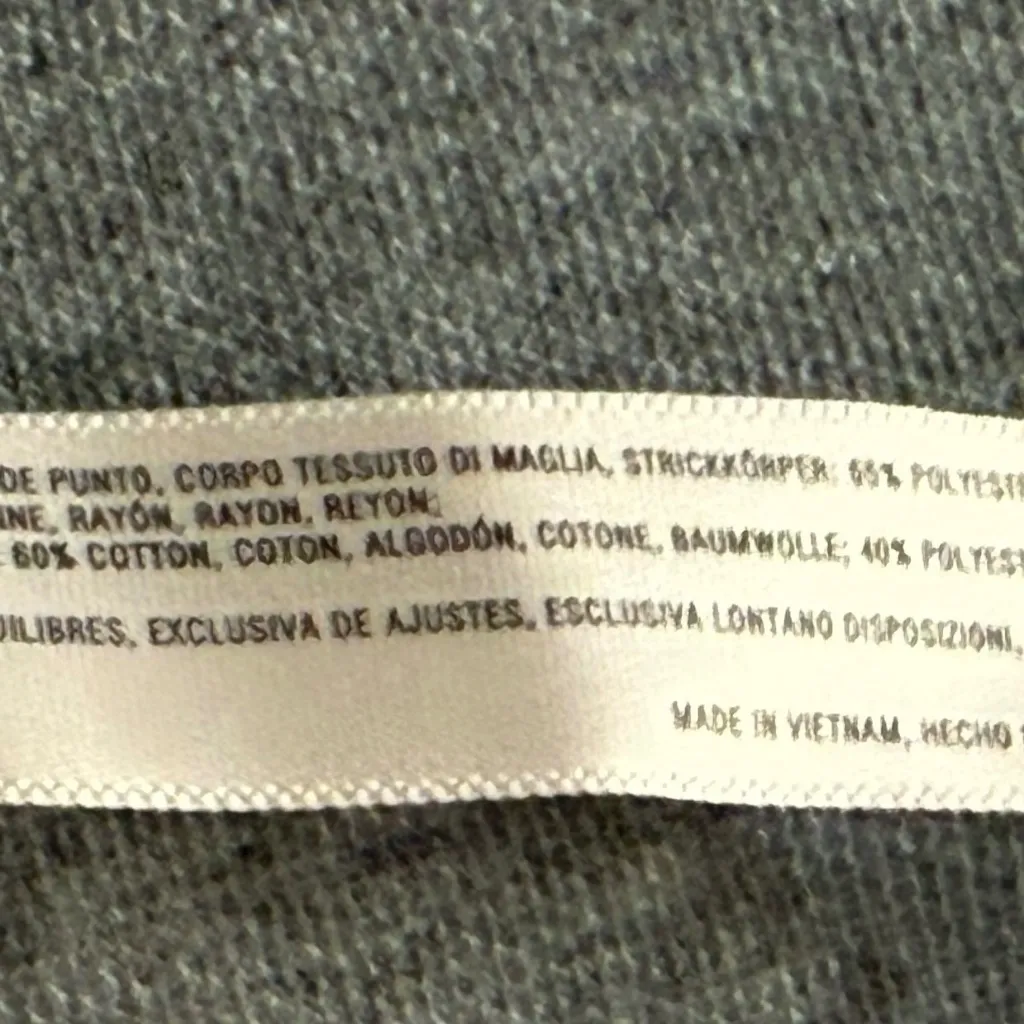 DE PUNTO, CORPO TESSUTO DI MAGLIA, STRICKKÖRPER: 65% POLYESTE
INE, RAYÓN, RAYON, REYON;
60% COTTON, COTON, ALGODÓN, COTONE, BAUMWOLLE; 40% POLYEST
UILIBRES, EXCLUSIVA DE AJUSTES, ESCLUSIVA LONTANO DISPOSIZIONI,
MADE IN VIETNAM, HECHO